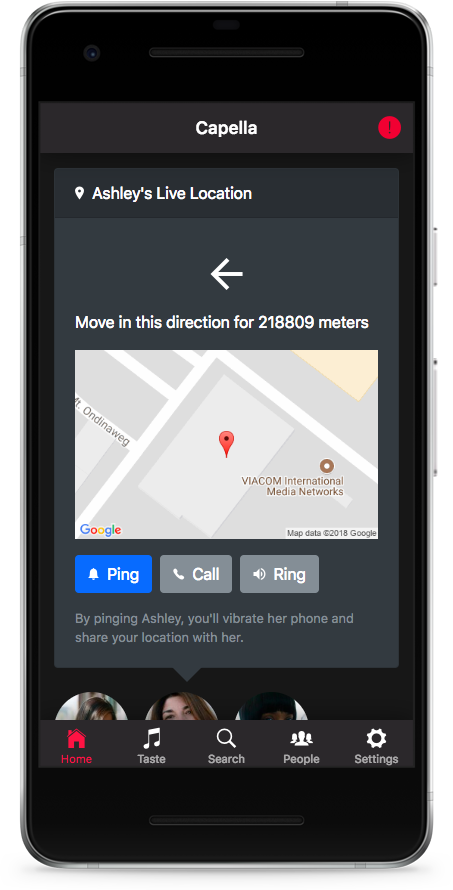 Capella
Ashley's Live Location
Move in this direction for 218809 meters
Mt. Ondinaweg
VIACOM International
Media Networks
Google
Map data ©2018 Google
Ping
Call
Ring
By pinging Ashley, you'll vibrate her phone and
share your location with her.
Home
Taste
Search
People
Settings